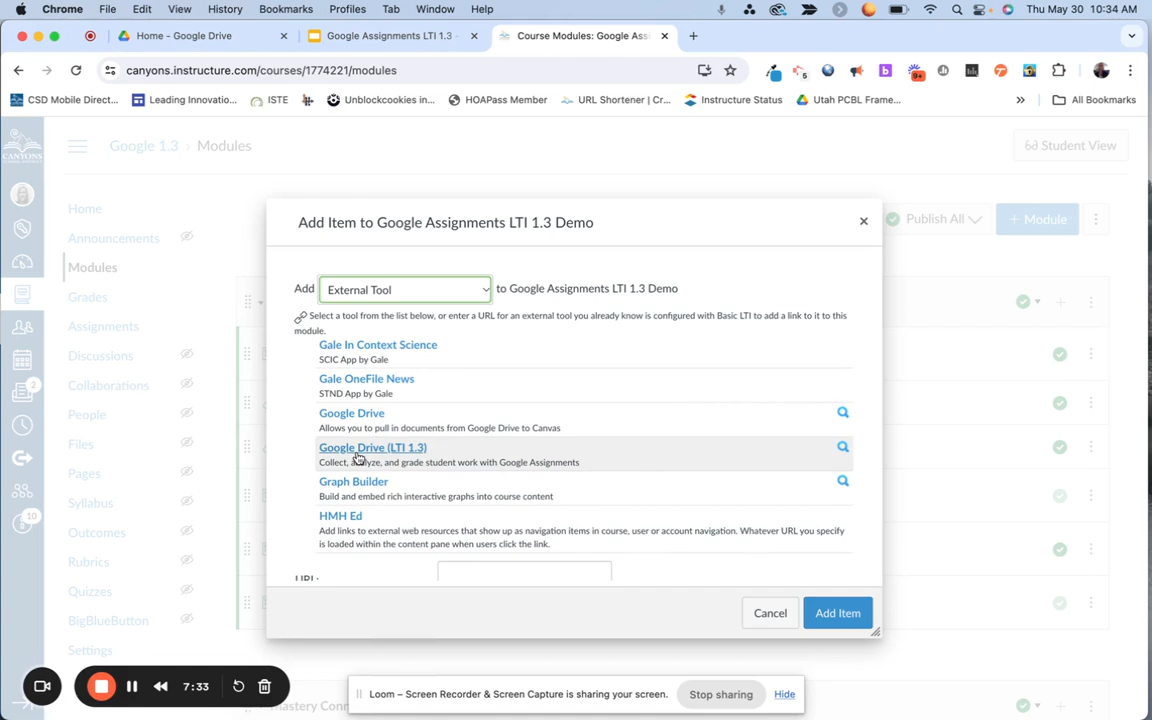 Chrome File Edit View History Bookmarks Profiles Tab Window Help Thu May 30 10:34 AM
Home - Google Drive
Google Assignments LTI 1.3 -
Course Modules: Google Assi
canyons.instructure.com/courses/1774221/modules
9+
CSD Mobile Direct... Leading Innovatio... ISTE Unblockcookies in... HOAPass Member URL Shortener | Cr... Instructure Status Utah PCBL Frame... » All Bookmarks
CANYONS
Google 1.3 › Modules
Student View
Home
Announcements
Modules
Grades
Assignments
Discussions
Collaborations
People
Files
Pages
Syllabus
Outcomes
Rubrics
Quizzes
BigBlueButton
Settings
2
10
Publish All
+ Module
Add Item to Google Assignments LTI 1.3 Demo
Add External Tool to Google Assignments LTI 1.3 Demo
Select a tool from the list below, or enter a URL for an external tool you already know is configured with Basic LTI to add a link to it to this
module.
Gale In Context Science
SCIC App by Gale
Gale OneFile News
STND App by Gale
Google Drive
Allows you to pull in documents from Google Drive to Canvas
Google Drive (LTI 1.3)
Collect, analyze, and grade student work with Google Assignments
Graph Builder
Build and embed rich interactive graphs into course content
HMH Ed
Add links to external web resources that show up as navigation items in course, user or account navigation. Whatever URL you specify
is loaded within the content pane when users click the link.
URL:
Cancel
Add Item
7:33
Loom – Screen Recorder & Screen Capture is sharing your screen. Stop sharing Hide